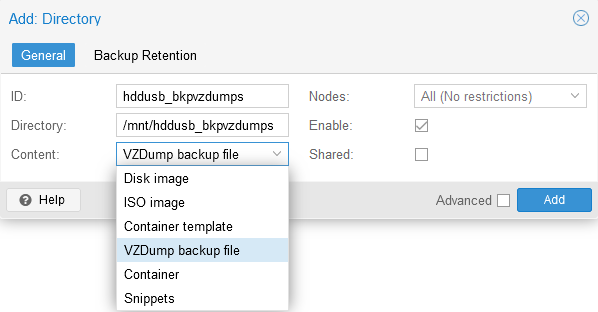 Add: Directory
General Backup Retention
ID: hddusb_bkpvzdumps Nodes: All (No restrictions)
Directory: /mnt/hddusb_bkpvzdumps Enable:
Content: VZDump backup file Shared:
Disk image
ISO image
Container template
VZDump backup file
Container
Snippets
Help Advanced Add